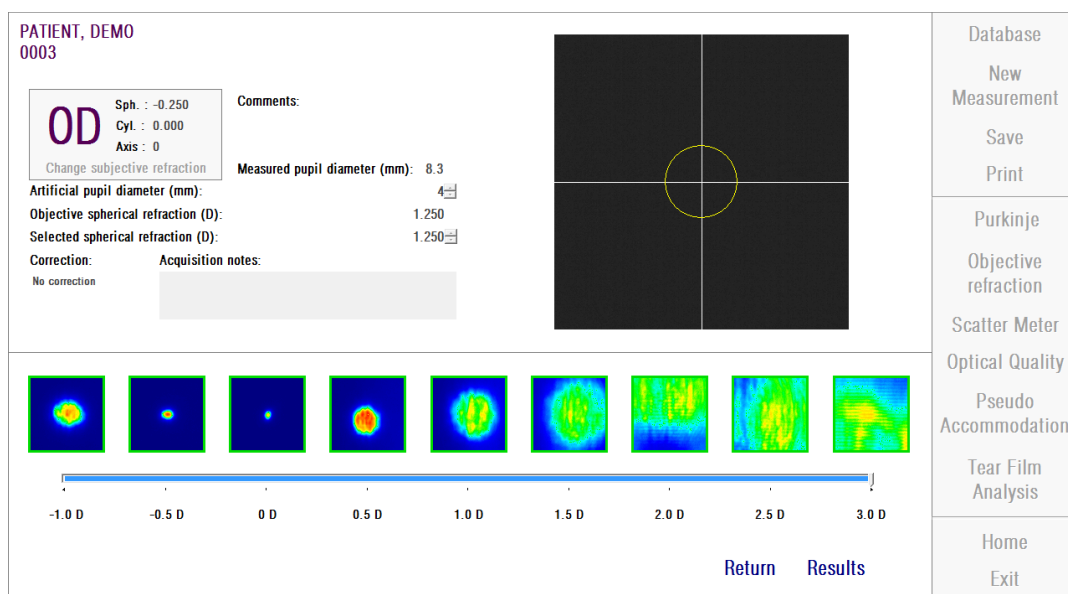 PATIENT, DEMO
0003
OD
Sph. : -0.250
Cyl. : 0.000
Axis : 0
Change subjective refraction
Comments:
Measured pupil diameter (mm): 8.3
Artificial pupil diameter (mm): 4
Objective spherical refraction (D): 1.250
Selected spherical refraction (D): 1.250
Correction: Acquisition notes:
No correction
-1.0 D -0.5 D 0 D 0.5 D 1.0 D 1.5 D 2.0 D 2.5 D 3.0 D
Return Results
Database
New
Measurement
Save
Print
Purkinje
Objective
refraction
Scatter Meter
Optical Quality
Pseudo
Accommodation
Tear Film
Analysis
Home
Exit